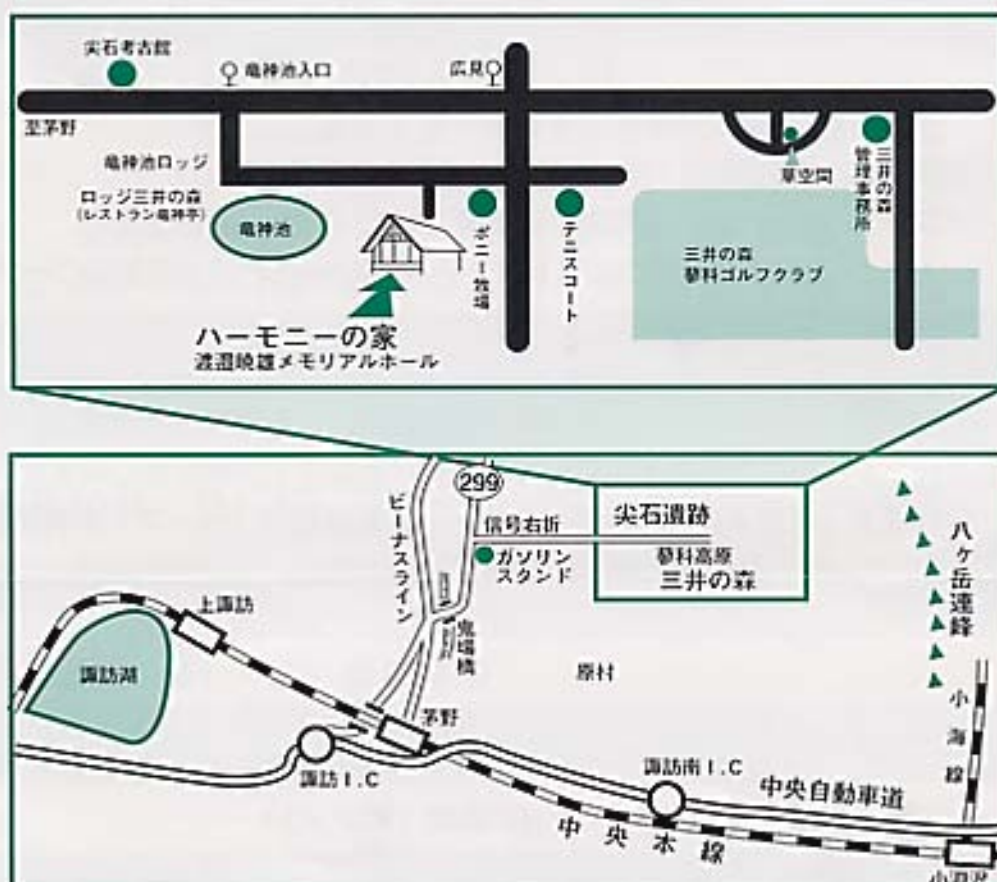 尖石考古館
竜神池入口
広見
至茅野
竜神池ロッジ
ロッジ三井の森
(レストラン竜神亭)
竜神池
ポニー牧場
テニスコート
草空間
三井の森
管理事務所
三井の森
蓼科ゴルフクラブ
ハーモニーの家
渡邉暁雄メモリアルホール
299
ビーナスライン
信号右折
ガソリン
スタンド
尖石遺跡
蓼科高原
三井の森
八ヶ岳連峰
上諏訪
諏訪湖
鬼場橋
原村
茅野
小海線
諏訪I.C
諏訪南I.C
中央自動車道
中央本線
小淵沢